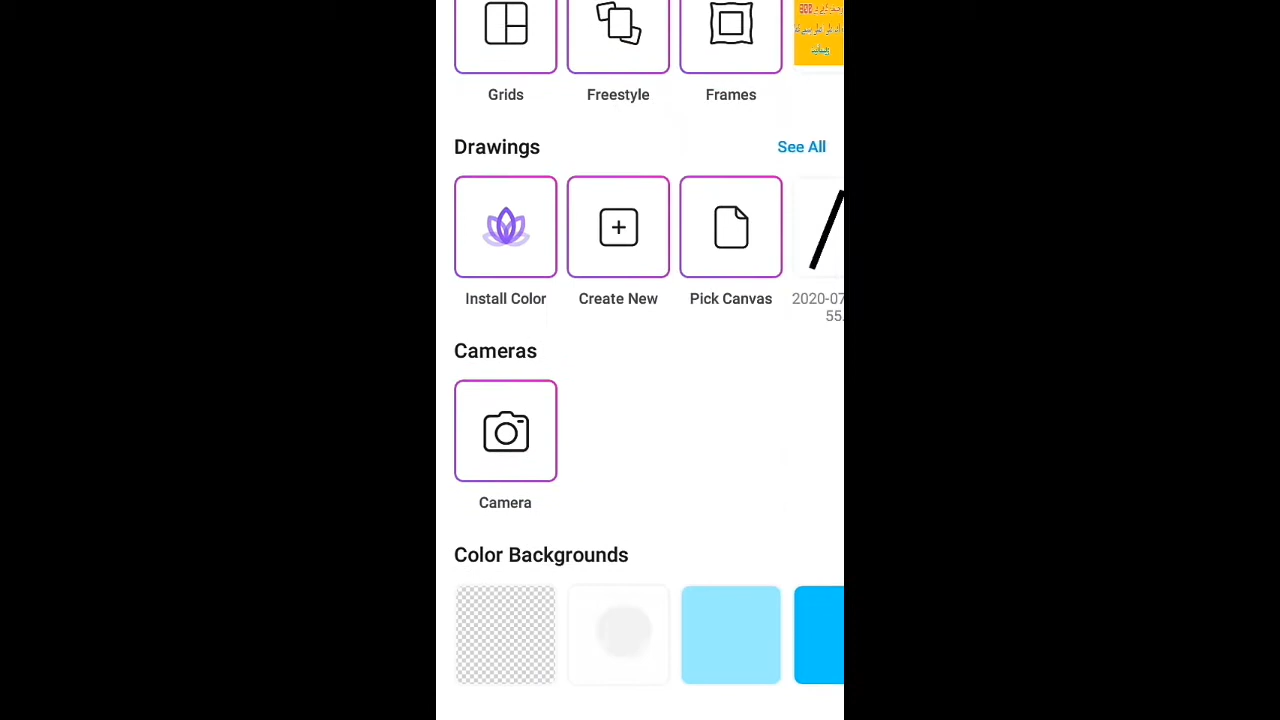 Grids
Freestyle
Frames
Drawings
See All
Install Color
Create New
Pick Canvas
2020-07
55.
Cameras
Camera
Color Backgrounds